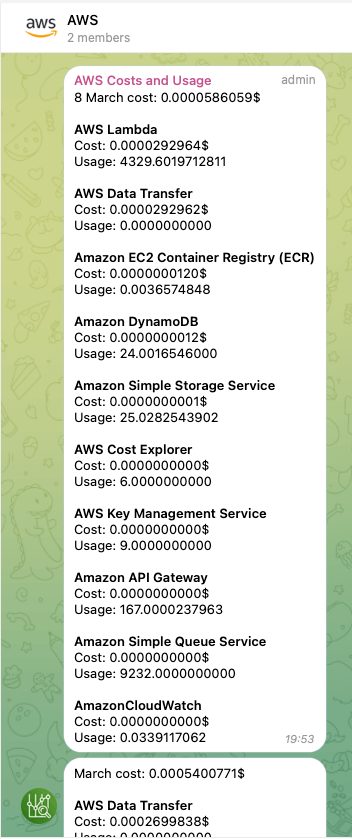 aws
AWS
2 members
AWS Costs and Usage
admin
8 March cost: 0.0000586059$
AWS Lambda
Cost: 0.0000292964$
Usage: 4329.6019712811
AWS Data Transfer
Cost: 0.0000292962$
Usage: 0.0000000000
Amazon EC2 Container Registry (ECR)
Cost: 0.0000000120$
Usage: 0.0036574848
Amazon DynamoDB
Cost: 0.0000000012$
Usage: 24.0016546000
Amazon Simple Storage Service
Cost: 0.0000000001$
Usage: 25.0282543902
AWS Cost Explorer
Cost: 0.0000000000$
Usage: 6.0000000000
AWS Key Management Service
Cost: 0.0000000000$
Usage: 9.0000000000
Amazon API Gateway
Cost: 0.0000000000$
Usage: 167.0000237963
Amazon Simple Queue Service
Cost: 0.0000000000$
Usage: 9232.0000000000
AmazonCloudWatch
Cost: 0.0000000000$
Usage: 0.0339117062
19:53
March cost: 0.0005400771$
AWS Data Transfer
Cost: 0.0002699838$